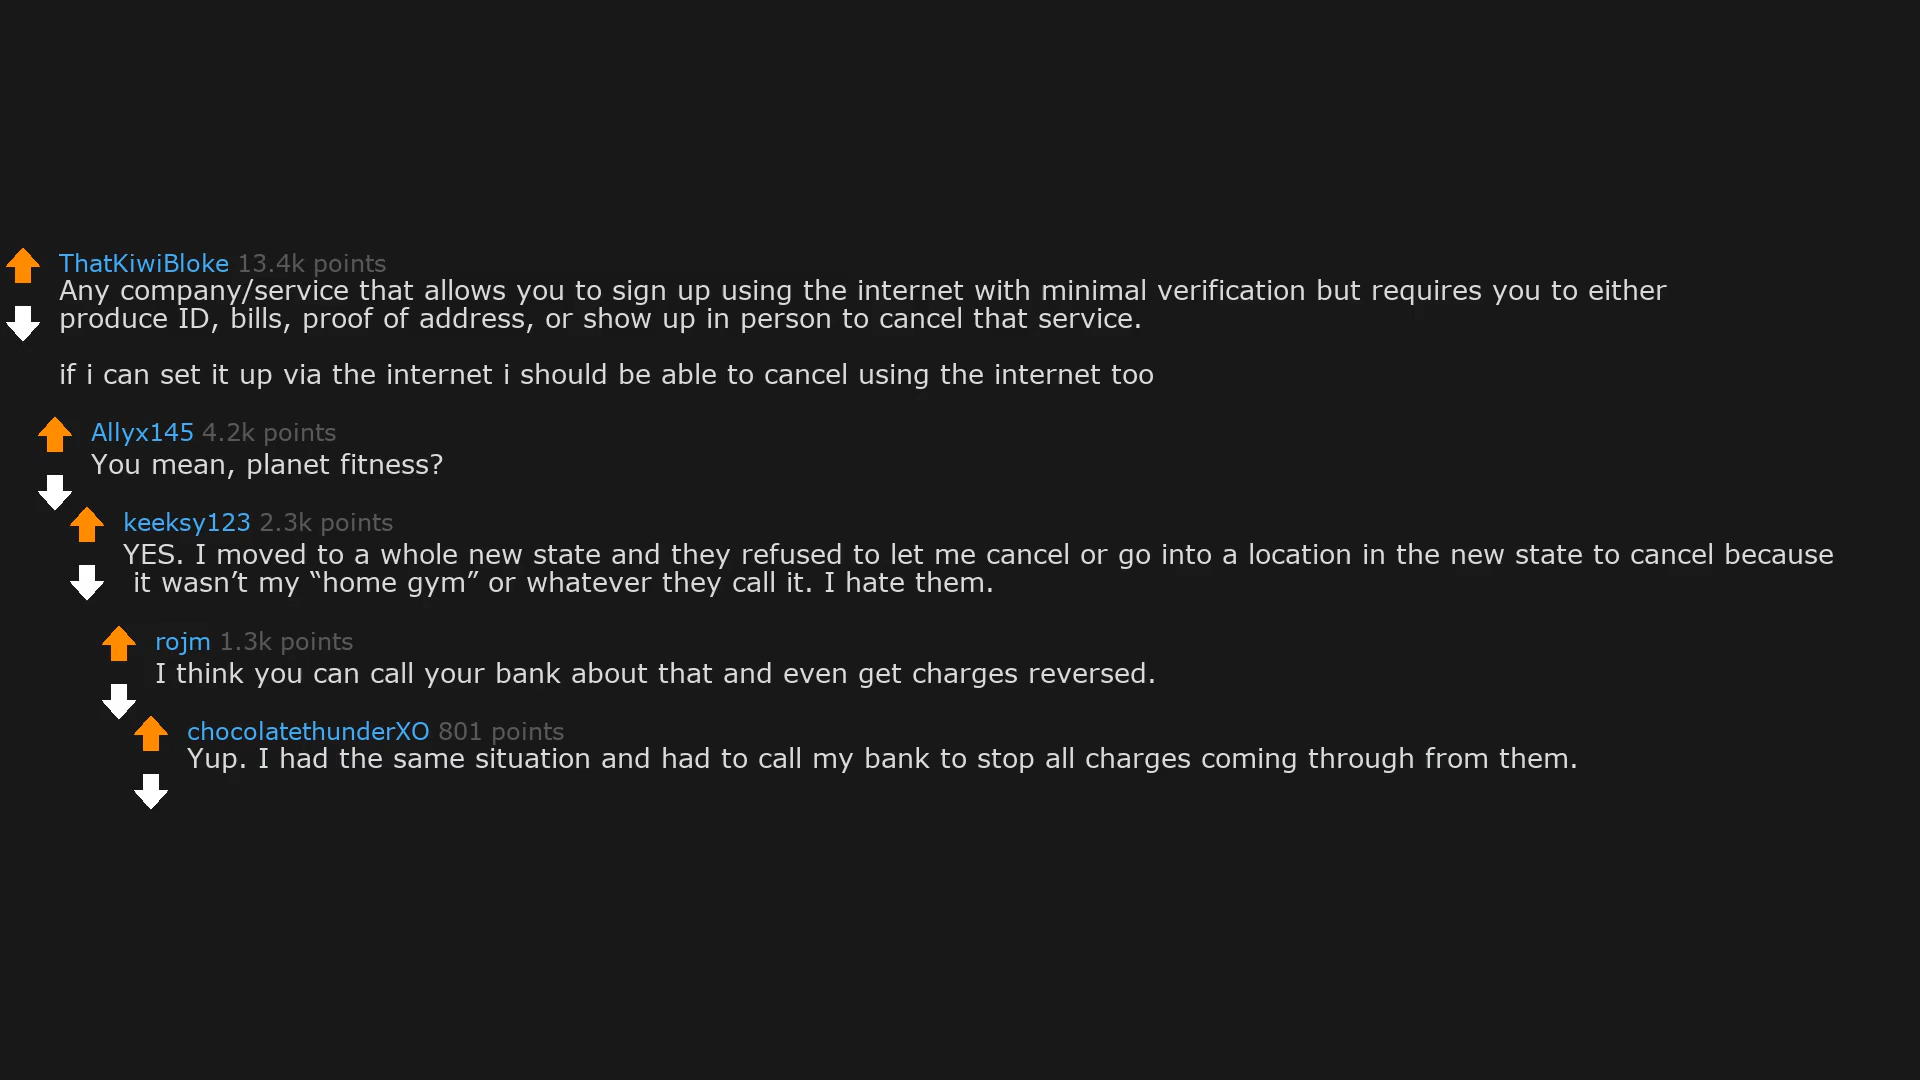 ThatKiwiBloke 13.4k points
Any company/service that allows you to sign up using the internet with minimal verification but requires you to either
produce ID, bills, proof of address, or show up in person to cancel that service.
if i can set it up via the internet i should be able to cancel using the internet too
Allyx145 4.2k points
You mean, planet fitness?
keeksy123 2.3k points
YES. I moved to a whole new state and they refused to let me cancel or go into a location in the new state to cancel because
it wasn’t my “home gym” or whatever they call it. I hate them.
rojm 1.3k points
I think you can call your bank about that and even get charges reversed.
chocolatethunderXO 801 points
Yup. I had the same situation and had to call my bank to stop all charges coming through from them.